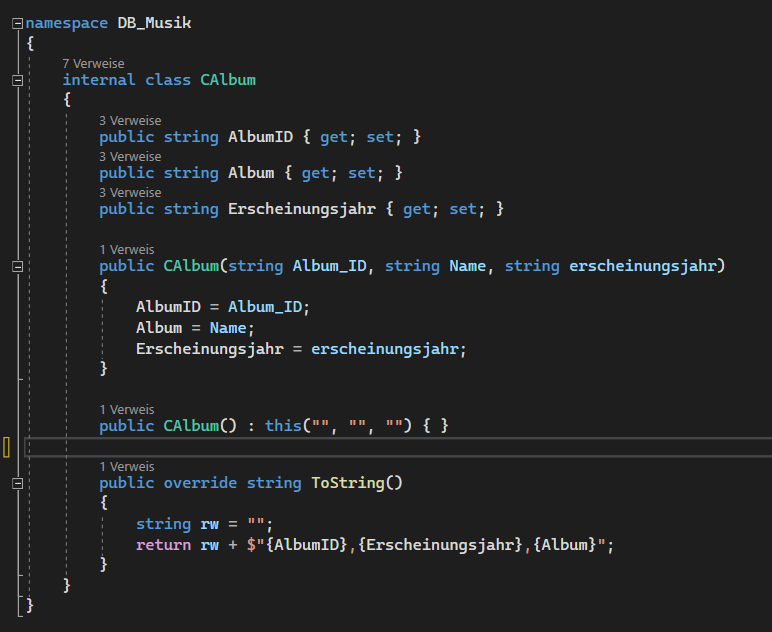 namespace DB_Musik
{
7 Verweise
internal class CAlbum
{
3 Verweise
public string AlbumID { get; set; }
3 Verweise
public string Album { get; set; }
3 Verweise
public string Erscheinungsjahr { get; set; }
1 Verweis
public CAlbum(string Album_ID, string Name, string erscheinungsjahr)
{
AlbumID = Album_ID;
Album = Name;
Erscheinungsjahr = erscheinungsjahr;
}
1 Verweis
public CAlbum() : this("", "", "") { }
1 Verweis
public override string ToString()
{
string rw = "";
return rw + $"{AlbumID},{Erscheinungsjahr},{Album}";
}
}
}